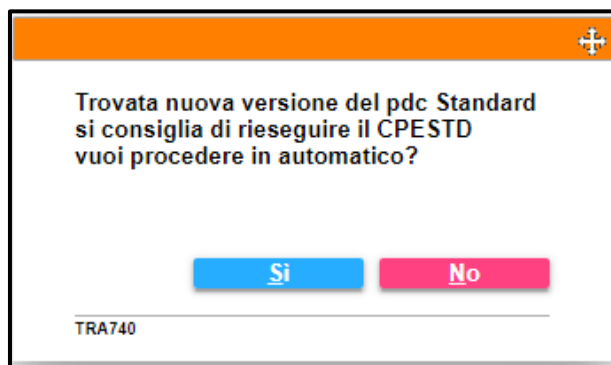 Trovata nuova versione del pdc Standard
si consiglia di rieseguire il CPESTD
vuoi procedere in automatico?
Sì
No
TRA740